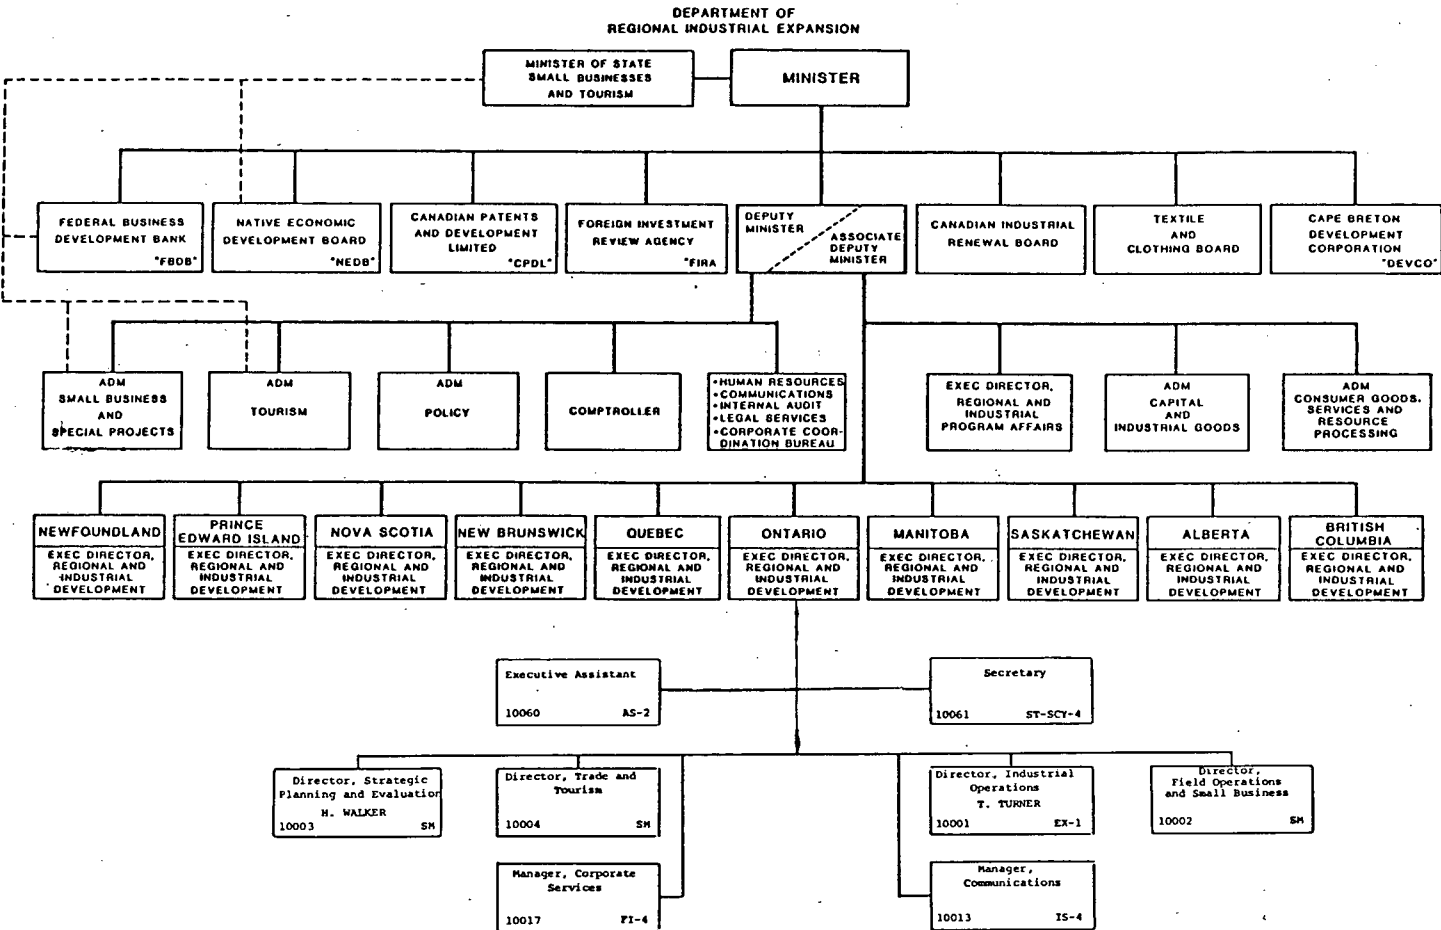 DEPARTMENT OF
REGIONAL INDUSTRIAL EXPANSION
MINISTER OF STATE
SMALL BUSINESSES
AND TOURISM
MINISTER
FEDERAL BUSINESS
DEVELOPMENT BANK
"FBDB"
NATIVE ECONOMIC
DEVELOPMENT BOARD
"NEDB"
CANADIAN PATENTS
AND DEVELOPMENT
LIMITED
"CPDL"
FOREIGN INVESTMENT
REVIEW AGENCY
"FIRA
DEPUTY
MINISTER
ASSOCIATE
DEPUTY
MINISTER
CANADIAN INDUSTRIAL
RENEWAL BOARD
TEXTILE
AND
CLOTHING BOARD
CAPE BRETON
DEVELOPMENT
CORPORATION
"DEVCO"
ADM
SMALL BUSINESS
AND
SPECIAL PROJECTS
ADM
TOURISM
ADM
POLICY
COMPTROLLER
•HUMAN RESOURCES
•COMMUNICATIONS
•INTERNAL AUDIT
•LEGAL SERVICES
•CORPORATE COOR-
DINATION BUREAU
EXEC DIRECTOR,
REGIONAL AND
INDUSTRIAL
PROGRAM AFFAIRS
ADM
CAPITAL
AND
INDUSTRIAL GOODS
ADM
CONSUMER GOODS,
SERVICES AND
RESOURCE
PROCESSING
NEWFOUNDLAND
EXEC DIRECTOR,
REGIONAL AND
INDUSTRIAL
DEVELOPMENT
PRINCE
EDWARD ISLAND
EXEC DIRECTOR,
REGIONAL AND
INDUSTRIAL
DEVELOPMENT
NOVA SCOTIA
EXEC DIRECTOR,
REGIONAL AND
INDUSTRIAL
DEVELOPMENT
NEW BRUNSWICK
EXEC DIRECTOR,
REGIONAL AND
INDUSTRIAL
DEVELOPMENT
QUEBEC
EXEC DIRECTOR,
REGIONAL AND
INDUSTRIAL
DEVELOPMENT
ONTARIO
EXEC DIRECTOR,
REGIONAL AND
INDUSTRIAL
DEVELOPMENT
MANITOBA
EXEC DIRECTOR,
REGIONAL AND
INDUSTRIAL
DEVELOPMENT
SASKATCHEWAN
EXEC DIRECTOR,
REGIONAL AND
INDUSTRIAL
DEVELOPMENT
ALBERTA
EXEC DIRECTOR,
REGIONAL AND
INDUSTRIAL
DEVELOPMENT
BRITISH
COLUMBIA
EXEC DIRECTOR,
REGIONAL AND
INDUSTRIAL
DEVELOPMENT
Executive Assistant
10060 AS-2
Secretary
10061 ST-SCY-4
Director, Strategic
Planning and Evaluation
H. WALKER
10003 SM
Director, Trade and
Tourism
10004 SM
Director, Industrial
Operations
T. TURNER
10001 EX-1
Director,
Field Operations
and Small Business
10002 SM
Manager, Corporate
Services
10017 FI-4
Manager,
Communications
10013 IS-4